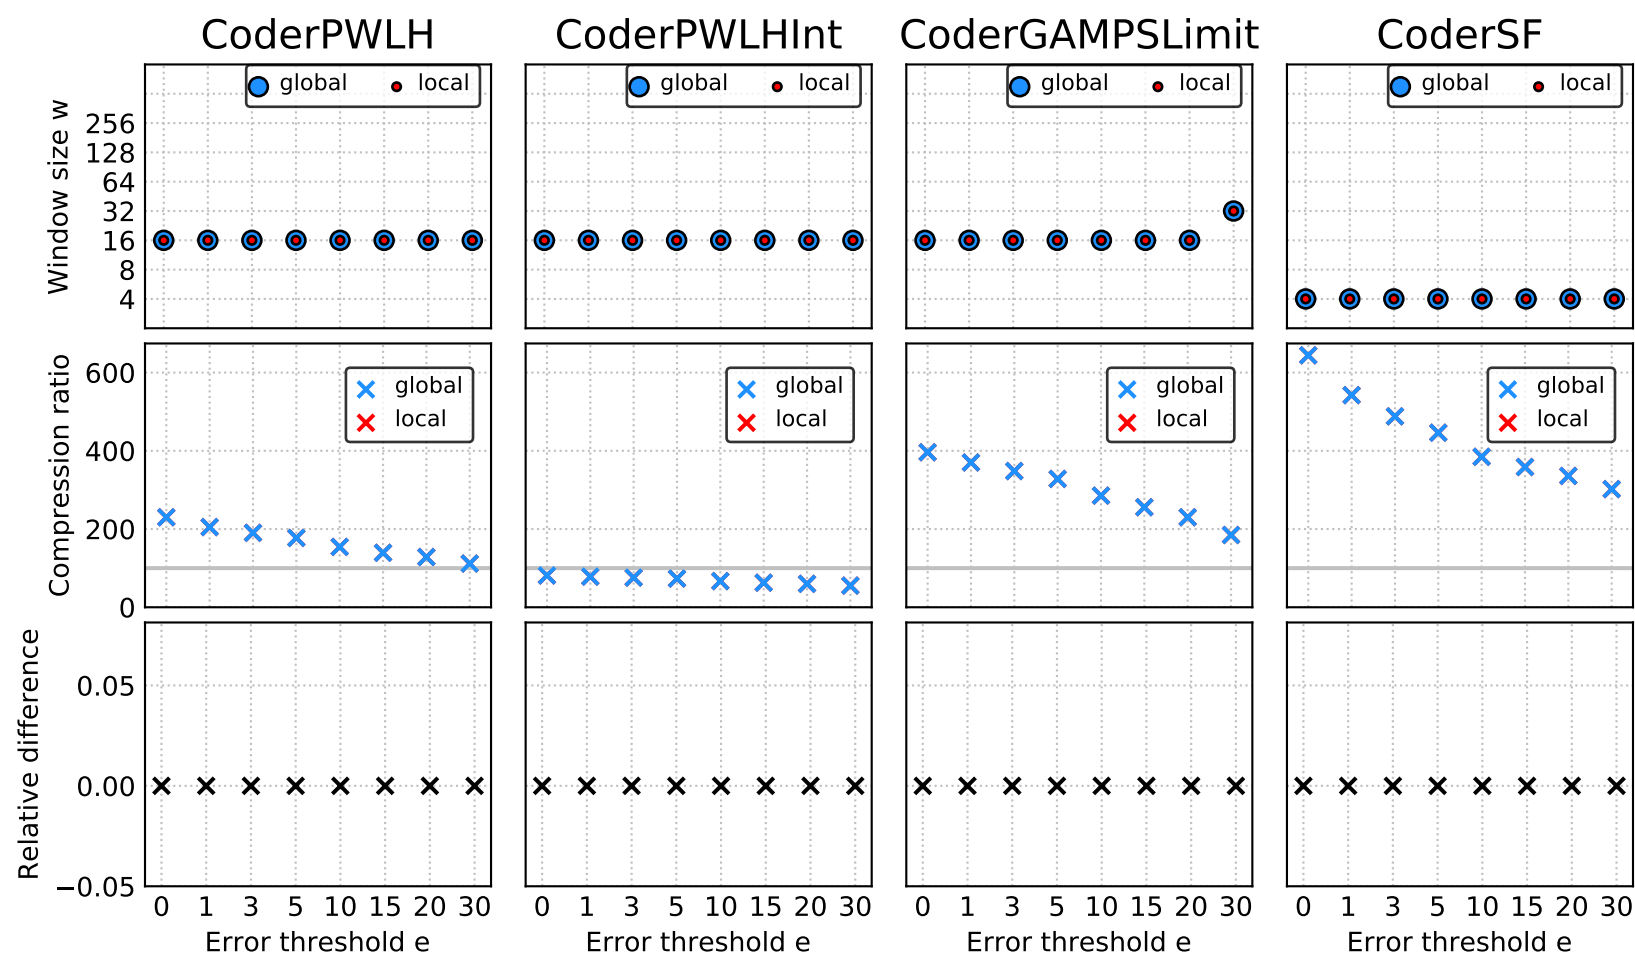 CoderPWLH CoderPWLHInt CoderGAMPSLimit CoderSF
Window size w
256
128
64
32
16
8
4
global local
global local
global local
global local
Compression ratio
600
400
200
0
global
local
global
local
global
local
global
local
Relative difference
0.05
0.00
−0.05
0 1 3 5 10 15 20 30
0 1 3 5 10 15 20 30
0 1 3 5 10 15 20 30
0 1 3 5 10 15 20 30
Error threshold e
Error threshold e
Error threshold e
Error threshold e